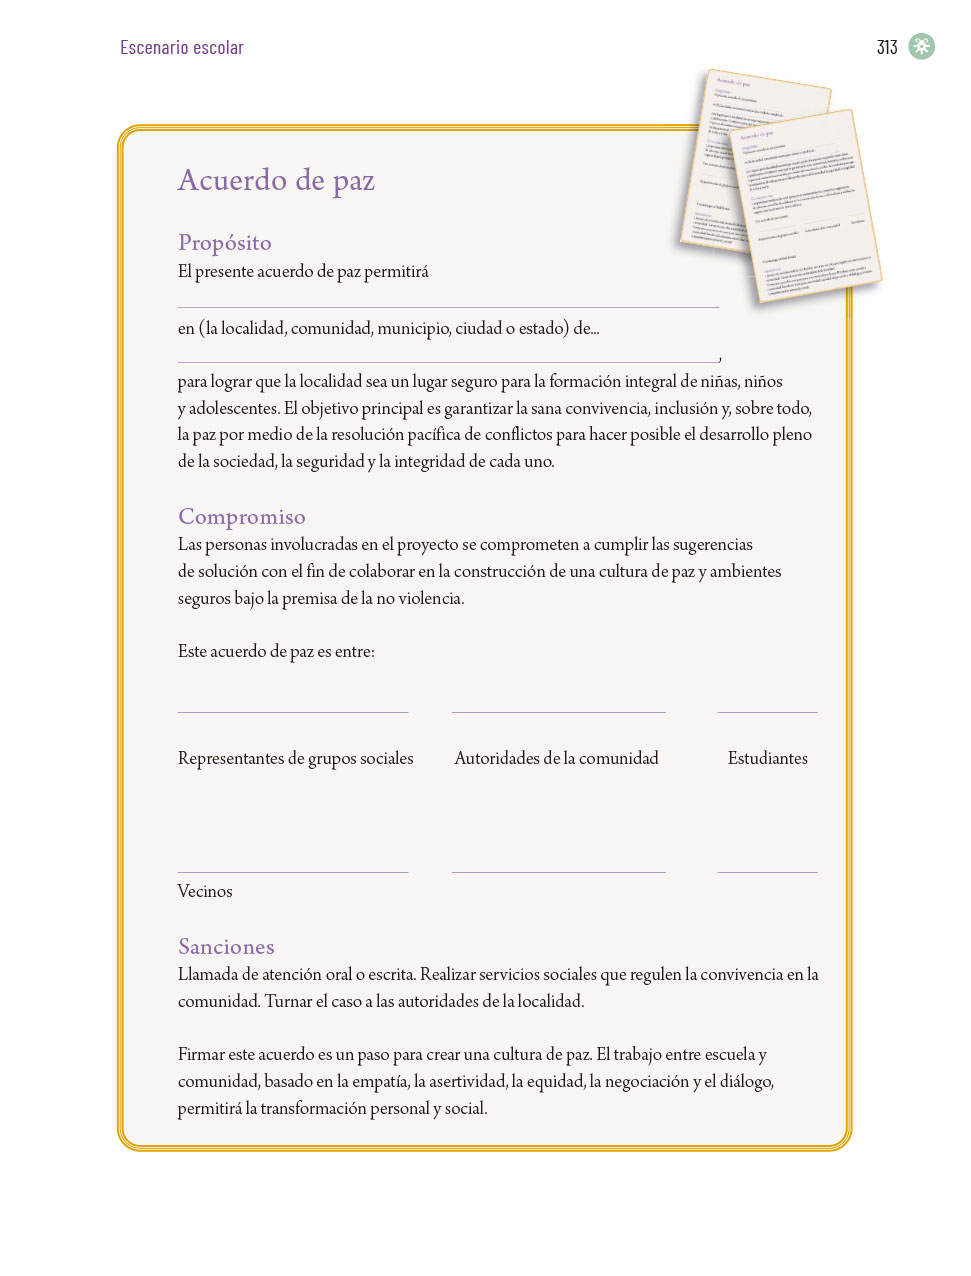 Escenario escolar
313
Acuerdo de paz
Propósito
El presente acuerdo de paz permitirá
en (la localidad, comunidad, municipio, ciudad o estado) de...
,
para lograr que la localidad sea un lugar seguro para la formación integral de niñas, niños
y adolescentes. El objetivo principal es garantizar la sana convivencia, inclusión y, sobre todo,
la paz por medio de la resolución pacífica de conflictos para hacer posible el desarrollo pleno
de la sociedad, la seguridad y la integridad de cada uno.
Compromiso
Las personas involucradas en el proyecto se comprometen a cumplir las sugerencias
de solución con el fin de colaborar en la construcción de una cultura de paz y ambientes
seguros bajo la premisa de la no violencia.
Este acuerdo de paz es entre:
Representantes de grupos sociales Autoridades de la comunidad Estudiantes
Vecinos
Sanciones
Llamada de atención oral o escrita. Realizar servicios sociales que regulen la convivencia en la
comunidad. Turnar el caso a las autoridades de la localidad.
Firmar este acuerdo es un paso para crear una cultura de paz. El trabajo entre escuela y
comunidad, basado en la empatía, la asertividad, la equidad, la negociación y el diálogo,
permitirá la transformación personal y social.